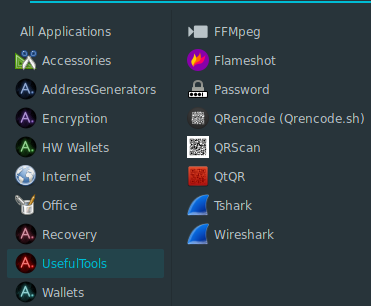 All Applications
Accessories
AddressGenerators
Encryption
HW Wallets
Internet
Office
Recovery
UsefulTools
Wallets
FFMpeg
Flameshot
Password
QRencode (Qrencode.sh)
QRScan
QtQR
Tshark
Wireshark